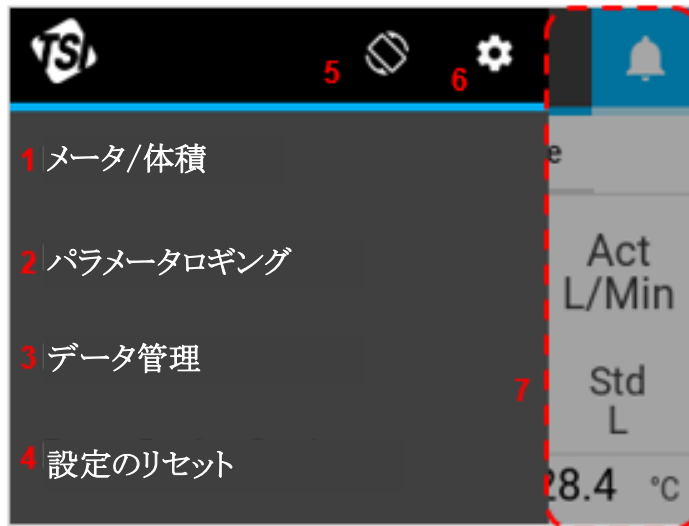 TSI
5
6
1 メータ/体積
e
2 パラメータロギング
Act
L/Min
3 データ管理
7
Std
L
4 設定のリセット
28.4 °C